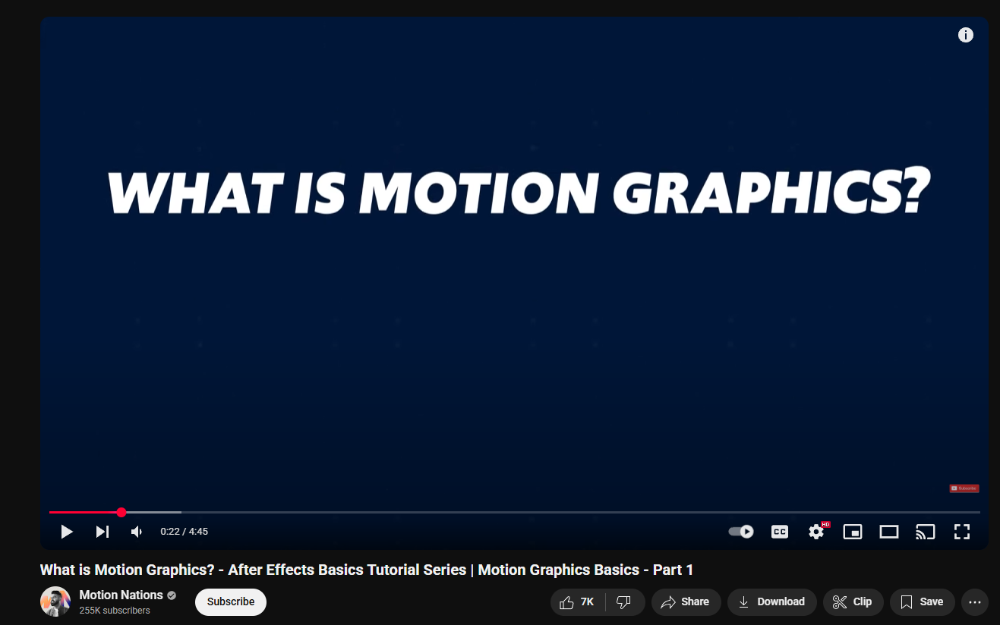 WHAT IS MOTION GRAPHICS?
Subscribe
0:22 / 4:45
CC
HD
What is Motion Graphics? - After Effects Basics Tutorial Series | Motion Graphics Basics - Part 1
Motion Nations
255K subscribers
Subscribe
7K
Share
Download
Clip
Save